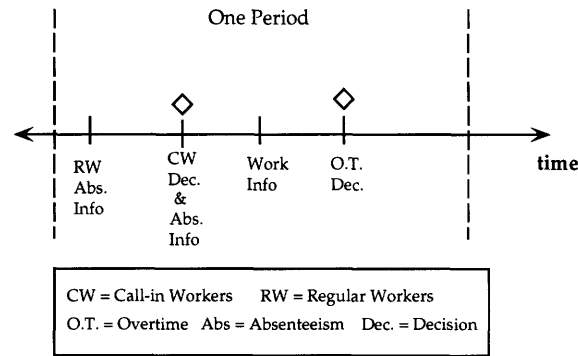 One Period
RW
Abs.
Info
CW
Dec.
&
Abs.
Info
Work
Info
O.T.
Dec.
time
CW = Call-in Workers RW = Regular Workers
O.T. = Overtime Abs = Absenteeism Dec. = Decision